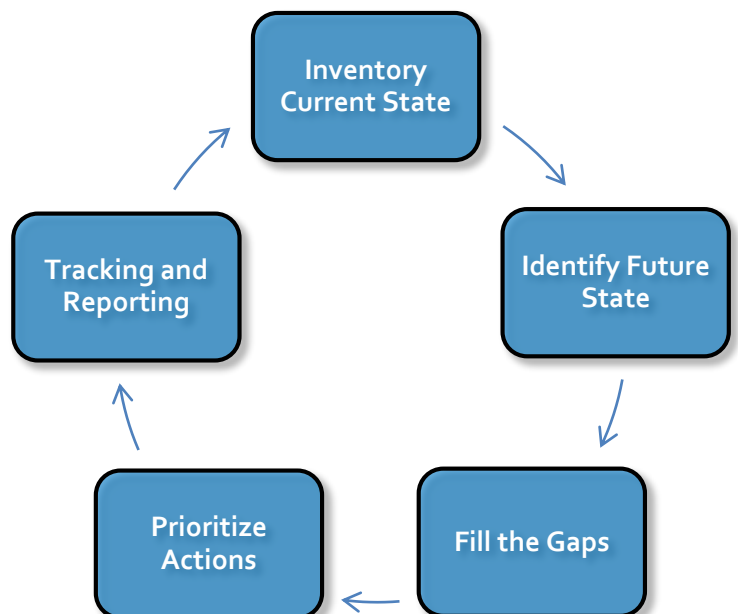 Inventory
Current State
Identify Future
State
Fill the Gaps
Prioritize
Actions
Tracking and
Reporting